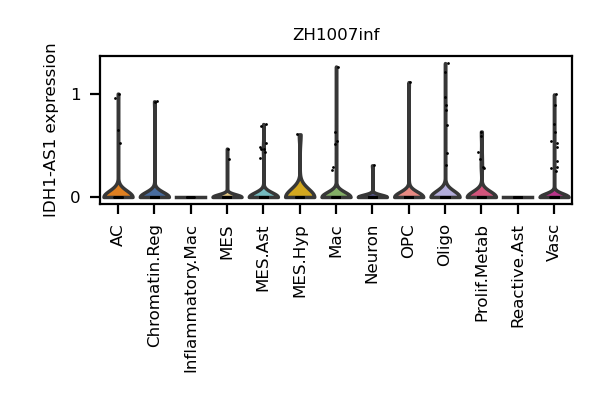 ZH1007inf
IDH1-AS1 expression
1
0
AC
Chromatin.Reg
Inflammatory.Mac
MES
MES.Ast
MES.Hyp
Mac
Neuron
OPC
Oligo
Prolif.Metab
Reactive.Ast
Vasc